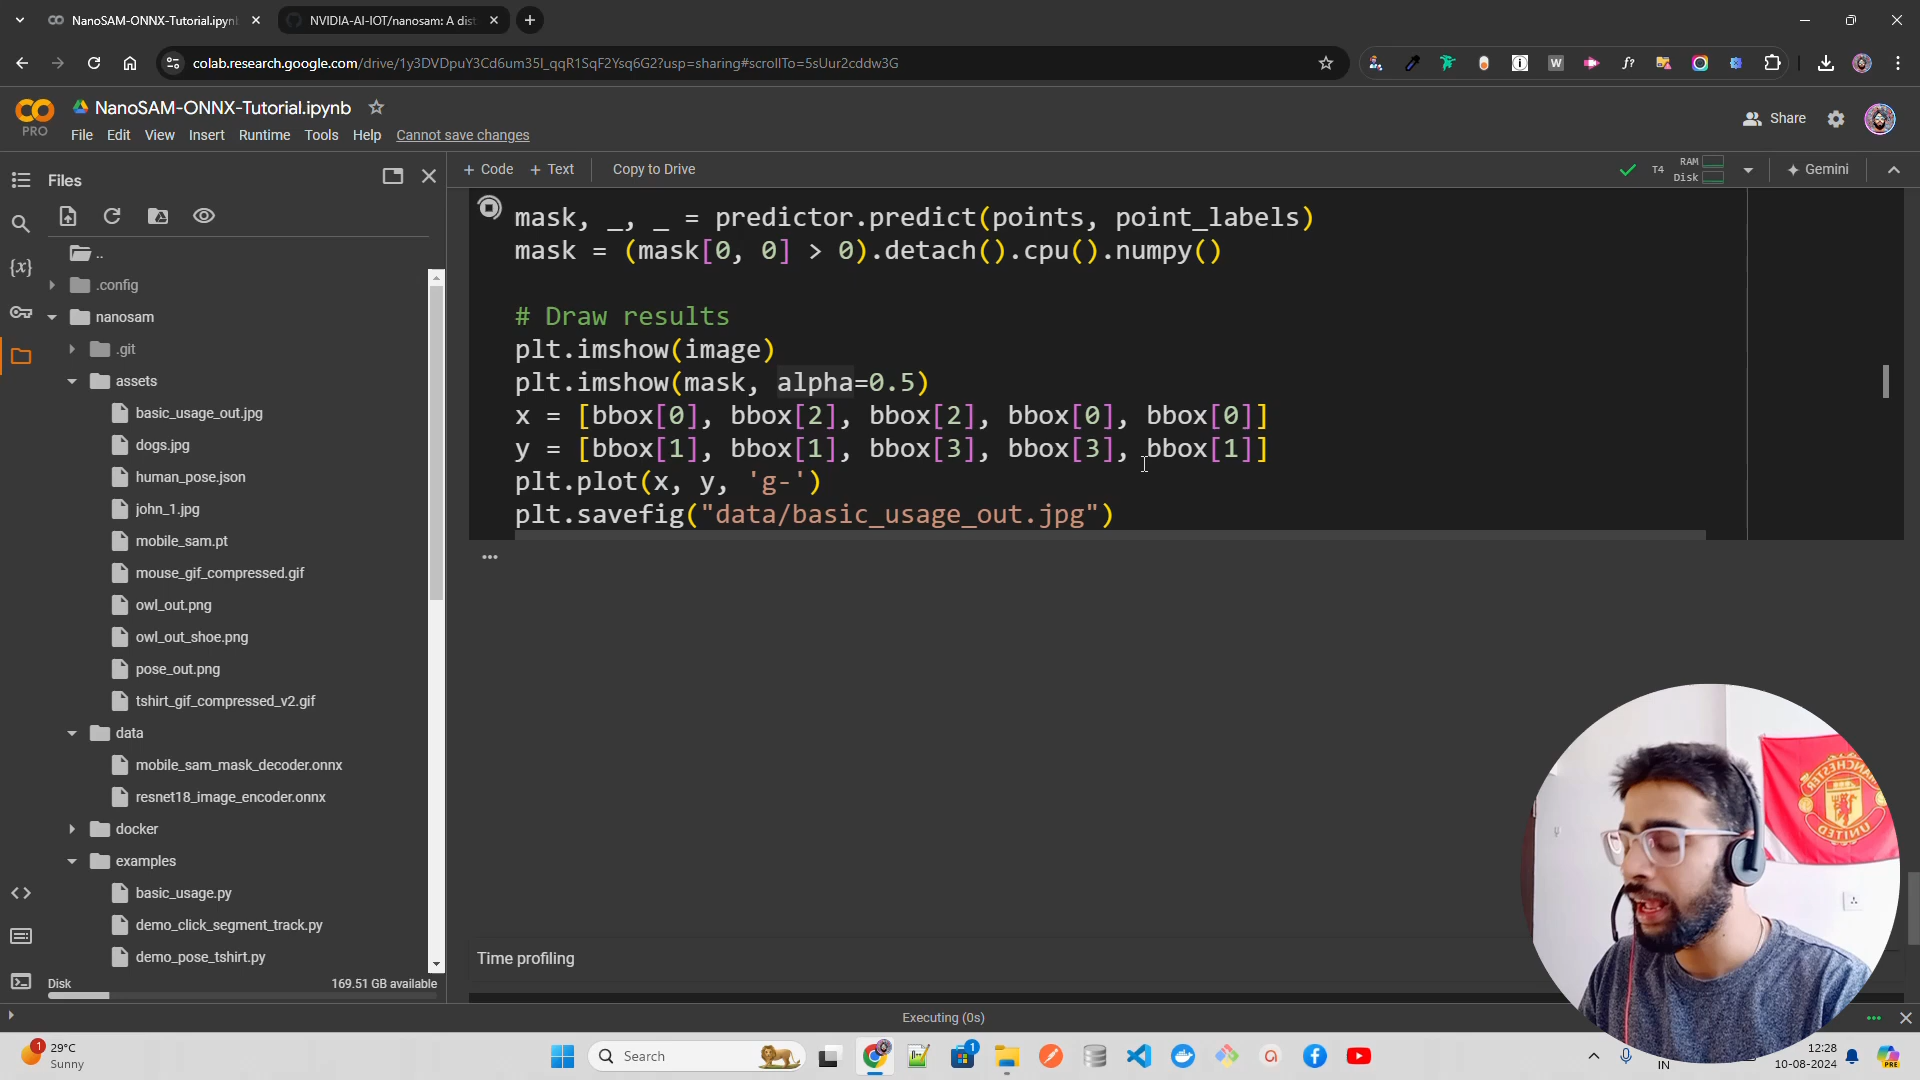 NanoSAM-ONNX-Tutorial.ipynb
NVIDIA-AI-IOT/nanosam: A dist
colab.research.google.com/drive/1y3DVDpuY3Cd6um35I_qqR1SqF2Ysq6G2?usp=sharing#scrollTo=5sUur2cddw3G
PRO
NanoSAM-ONNX-Tutorial.ipynb
File Edit View Insert Runtime Tools Help Cannot save changes
Share
Files
+ Code + Text Copy to Drive
T4 RAM
Disk
Gemini
..
.config
nanosam
.git
assets
basic_usage_out.jpg
dogs.jpg
human_pose.json
john_1.jpg
mobile_sam.pt
mouse_gif_compressed.gif
owl_out.png
owl_out_shoe.png
pose_out.png
tshirt_gif_compressed_v2.gif
data
mobile_sam_mask_decoder.onnx
resnet18_image_encoder.onnx
docker
examples
basic_usage.py
demo_click_segment_track.py
demo_pose_tshirt.py
Disk 169.51 GB available
mask, _, _ = predictor.predict(points, point_labels)
mask = (mask[0, 0] > 0).detach().cpu().numpy()
# Draw results
plt.imshow(image)
plt.imshow(mask, alpha=0.5)
x = [bbox[0], bbox[2], bbox[2], bbox[0], bbox[0]]
y = [bbox[1], bbox[1], bbox[3], bbox[3], bbox[1]]
plt.plot(x, y, 'g-')
plt.savefig("data/basic_usage_out.jpg")
Time profiling
MANCHESTER
UNITED
Executing (0s)
1
29°C
Sunny
Search
1
IN
12:28
10-08-2024
PRE